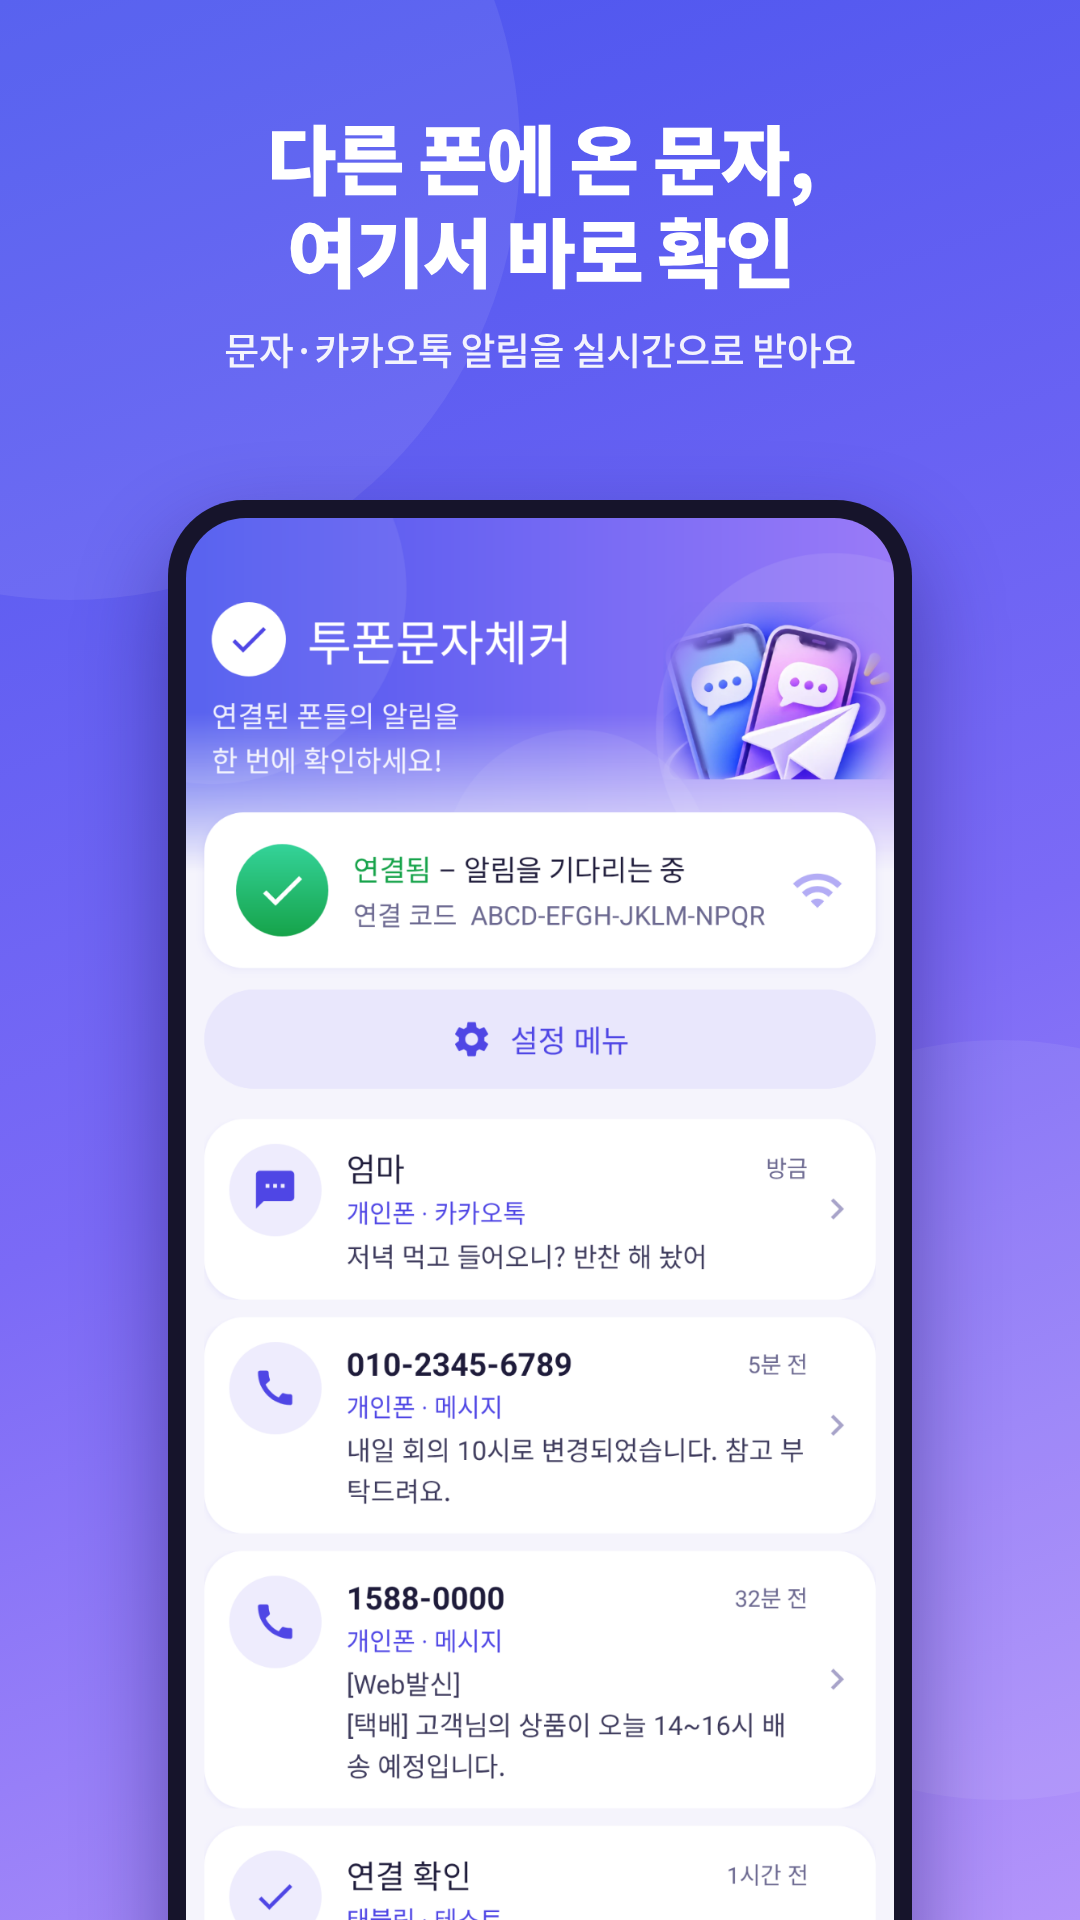 다른 폰에 온 문자,
여기서 바로 확인
문자·카카오톡 알림을 실시간으로 받아요
투폰문자체커
연결된 폰들의 알림을
한 번에 확인하세요!
연결됨 – 알림을 기다리는 중
연결 코드 ABCD-EFGH-JKLM-NPQR
설정 메뉴
엄마 방금
개인폰 · 카카오톡
저녁 먹고 들어오니? 반찬 해 놨어
010-2345-6789 5분 전
개인폰 · 메시지
내일 회의 10시로 변경되었습니다. 참고 부
탁드려요.
1588-0000 32분 전
개인폰 · 메시지
[Web발신]
[택배] 고객님의 상품이 오늘 14~16시 배
송 예정입니다.
연결 확인 1시간 전
태블릿 · 테스트